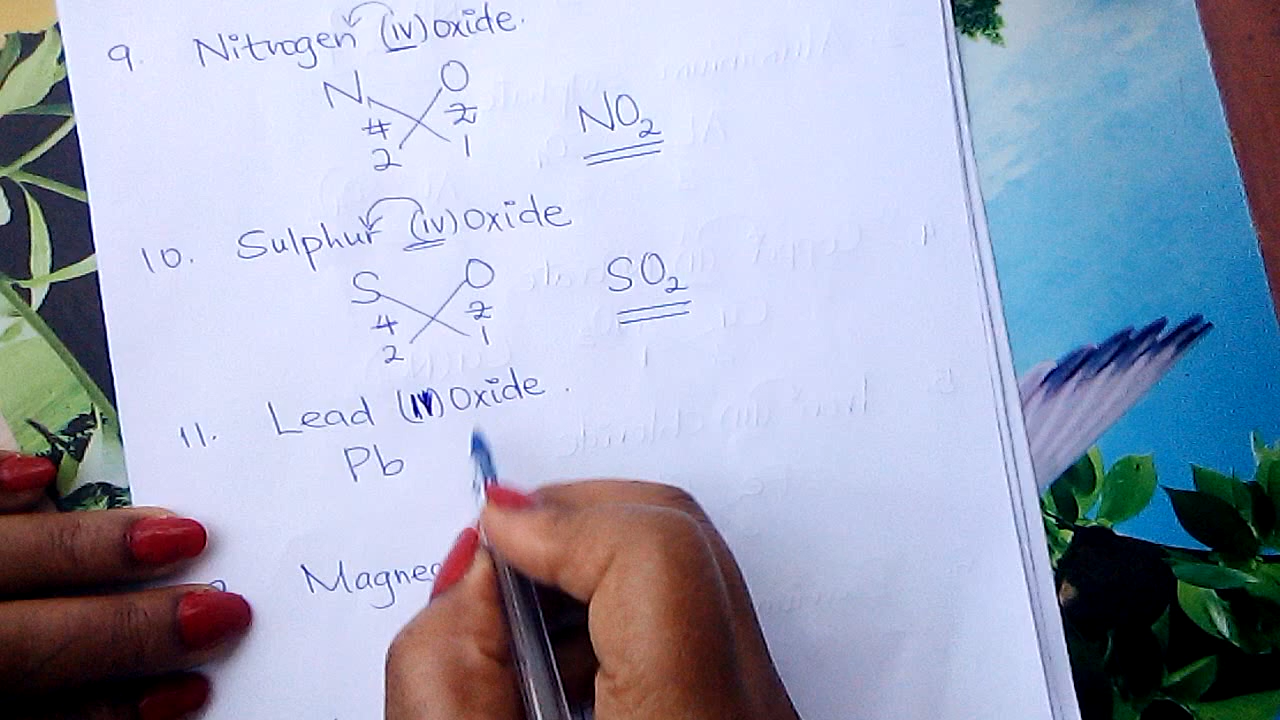 9. Nitrogen (IV) Oxide.
N O
4 2
2 1
NO₂
10. Sulphur (IV) Oxide
S O
4 2
2 1
SO₂
11. Lead (IV) Oxide.
Pb